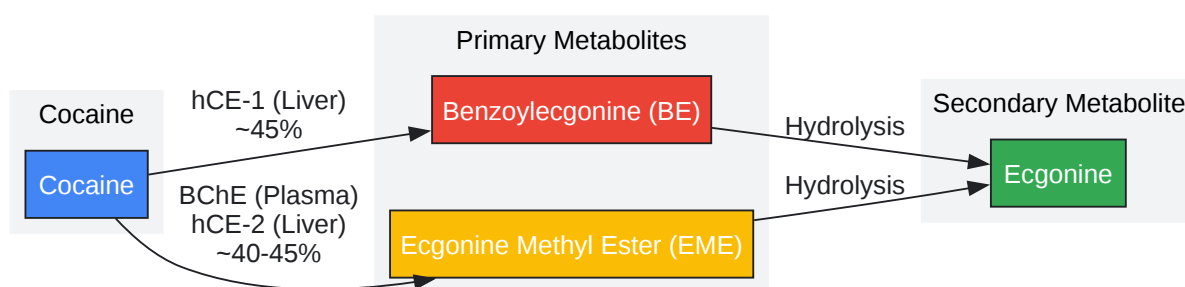 Cocaine
Cocaine
hCE-1 (Liver)
~45%
BChE (Plasma)
hCE-2 (Liver)
~40-45%
Primary Metabolites
Benzoylecgonine (BE)
Ecgonine Methyl Ester (EME)
Hydrolysis
Hydrolysis
Secondary Metabolite
Ecgonine